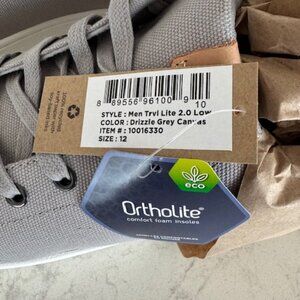 8 89556 96100 9 10
STYLE : Men Trvl Lite 2.0 Low
COLOR : Drizzle Grey Canvas
ITEM # : 10016330
SIZE : 12
eco
Ortholite®
comfort foam insoles